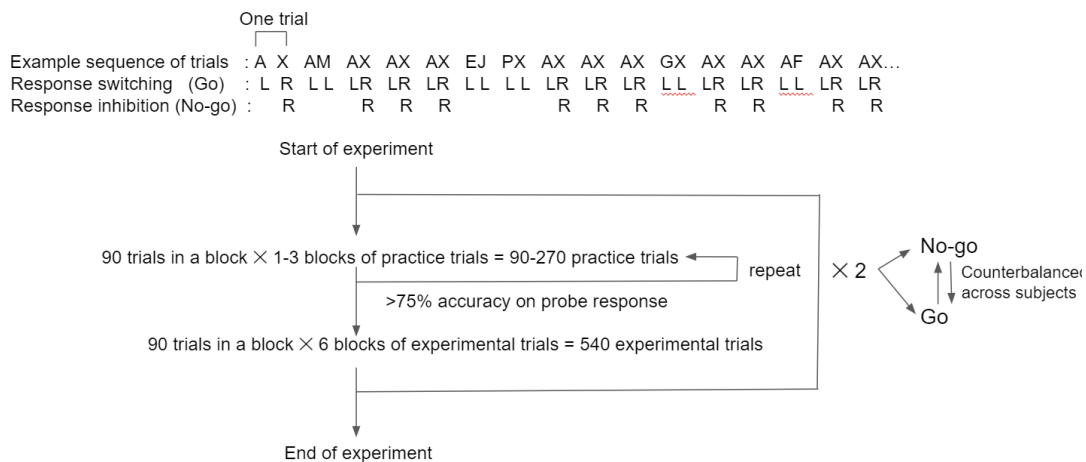 One trial
Example sequence of trials : A X AM AX AX AX EJ PX AX AX AX GX AX AX AF AX AX...
Response switching (Go) : L R L L LR LR LR L L L L LR LR LR L L LR LR L L LR LR
Response inhibition (No-go) : R R R R R R R R R R R
Start of experiment
90 trials in a block × 1-3 blocks of practice trials = 90-270 practice trials
repeat
>75% accuracy on probe response
90 trials in a block × 6 blocks of experimental trials = 540 experimental trials
End of experiment
× 2
No-go
Counterbalanced
across subjects
Go